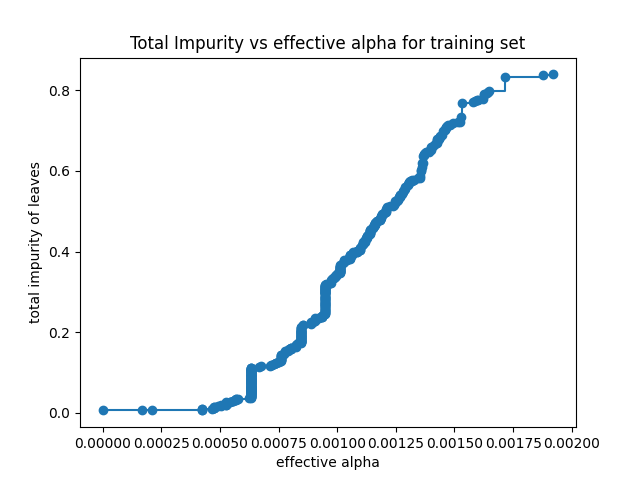 Total Impurity vs effective alpha for training set
total impurity of leaves
0.8
0.6
0.4
0.2
0.0
0.00000 0.00025 0.00050 0.00075 0.00100 0.00125 0.00150 0.00175 0.00200
effective alpha